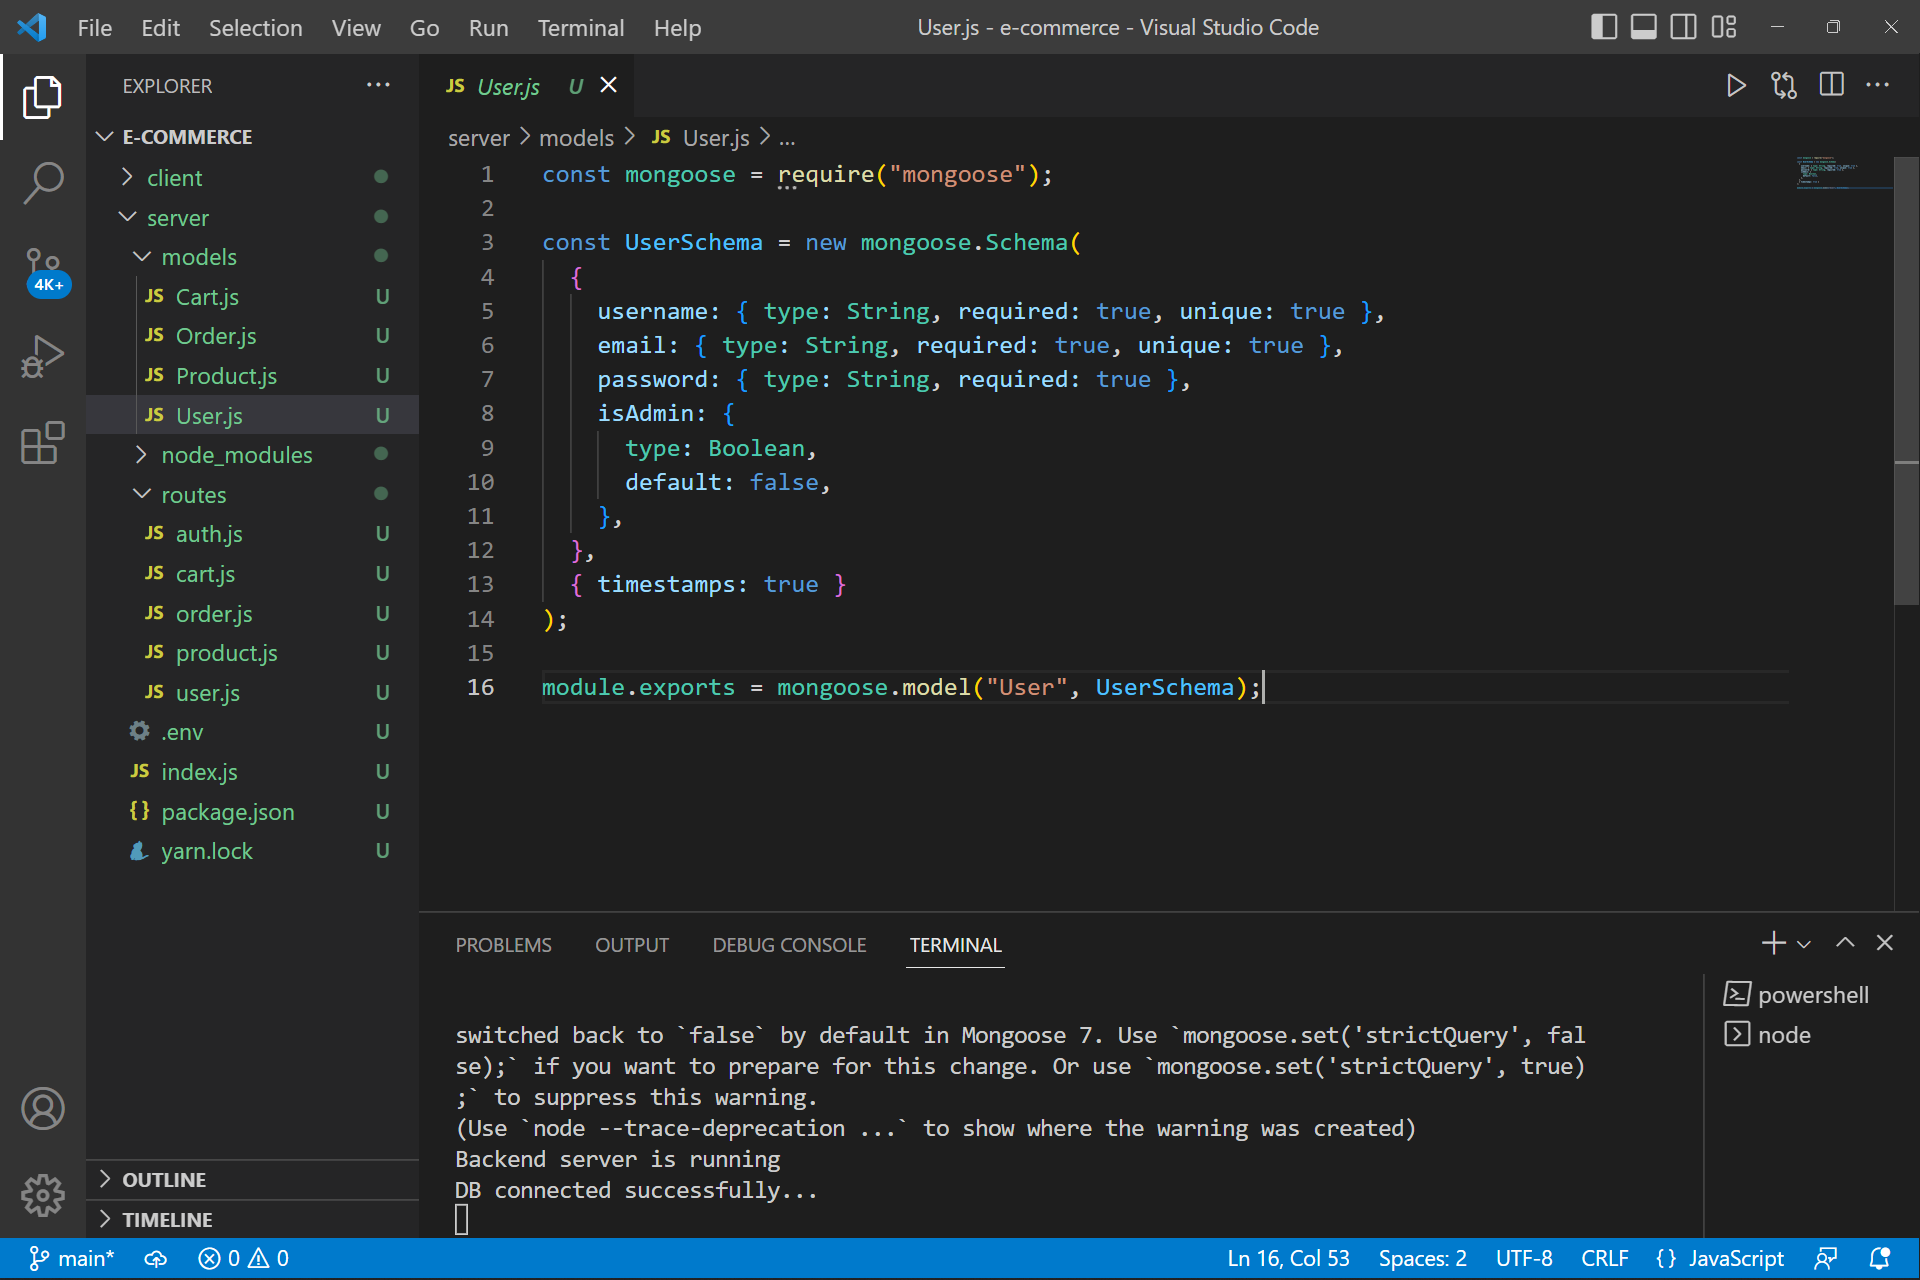 File Edit Selection View Go Run Terminal Help
User.js - e-commerce - Visual Studio Code
EXPLORER
E-COMMERCE
client
server
models
JS Cart.js U
JS Order.js U
JS Product.js U
JS User.js U
node_modules
routes
JS auth.js U
JS cart.js U
JS order.js U
JS product.js U
JS user.js U
.env U
JS index.js U
{} package.json U
yarn.lock U
OUTLINE
TIMELINE
4K+
JS User.js U
server > models > JS User.js > ...
1 const mongoose = require("mongoose");
2
3 const UserSchema = new mongoose.Schema(
4 {
5 username: { type: String, required: true, unique: true },
6 email: { type: String, required: true, unique: true },
7 password: { type: String, required: true },
8 isAdmin: {
9 type: Boolean,
10 default: false,
11 },
12 },
13 { timestamps: true }
14 );
15
16 module.exports = mongoose.model("User", UserSchema);
PROBLEMS OUTPUT DEBUG CONSOLE TERMINAL
switched back to `false` by default in Mongoose 7. Use `mongoose.set('strictQuery', fal
se);` if you want to prepare for this change. Or use `mongoose.set('strictQuery', true)
;` to suppress this warning.
(Use `node --trace-deprecation ...` to show where the warning was created)
Backend server is running
DB connected successfully...
powershell
node
main* 0 0 Ln 16, Col 53 Spaces: 2 UTF-8 CRLF {} JavaScript